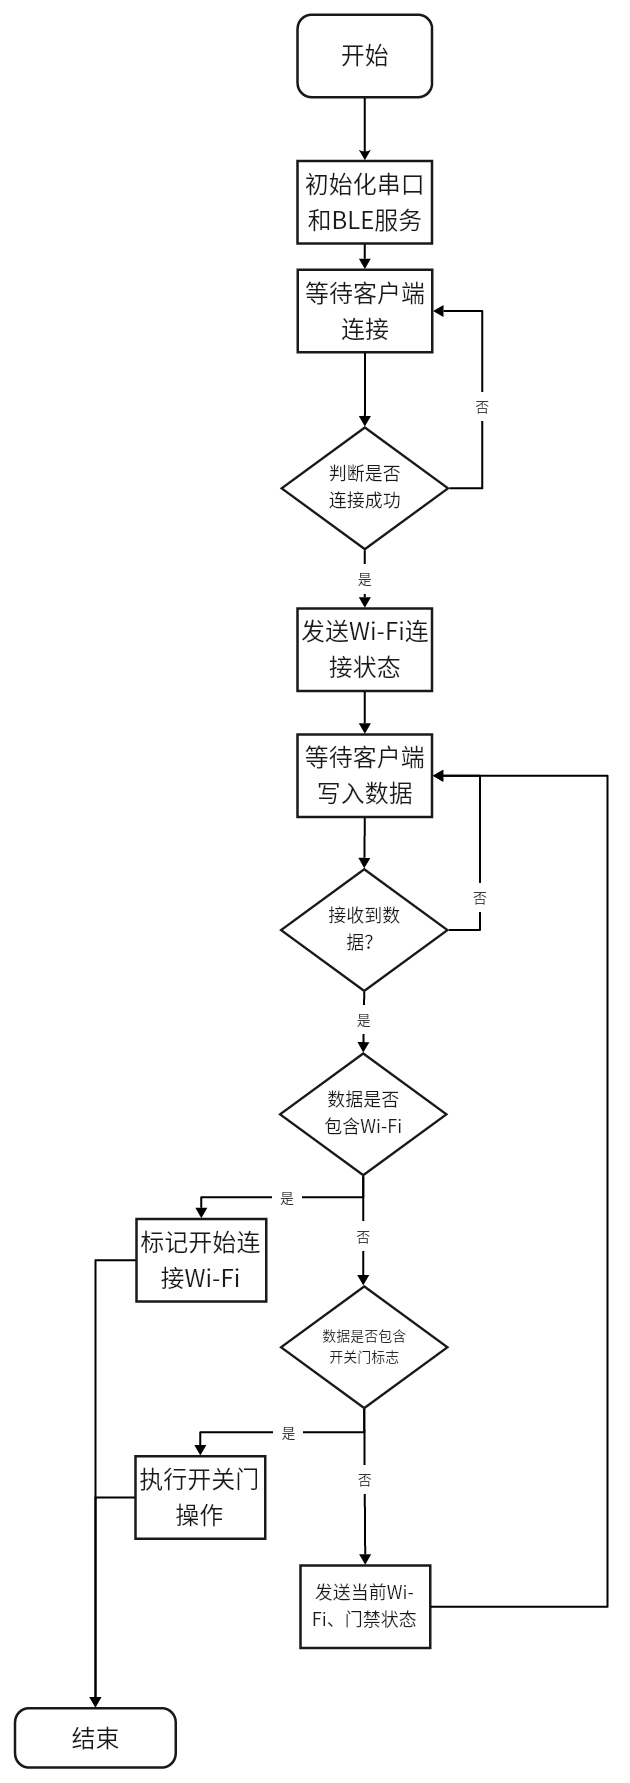 开始
初始化串口
和BLE服务
等待客户端
连接
否
判断是否
连接成功
是
发送Wi-Fi连
接状态
等待客户端
写入数据
否
接收到数
据?
是
数据是否
包含Wi-Fi
是
否
标记开始连
接Wi-Fi
数据是否包含
开关门标志
是
否
执行开关门
操作
发送当前Wi-
Fi、门禁状态
结束